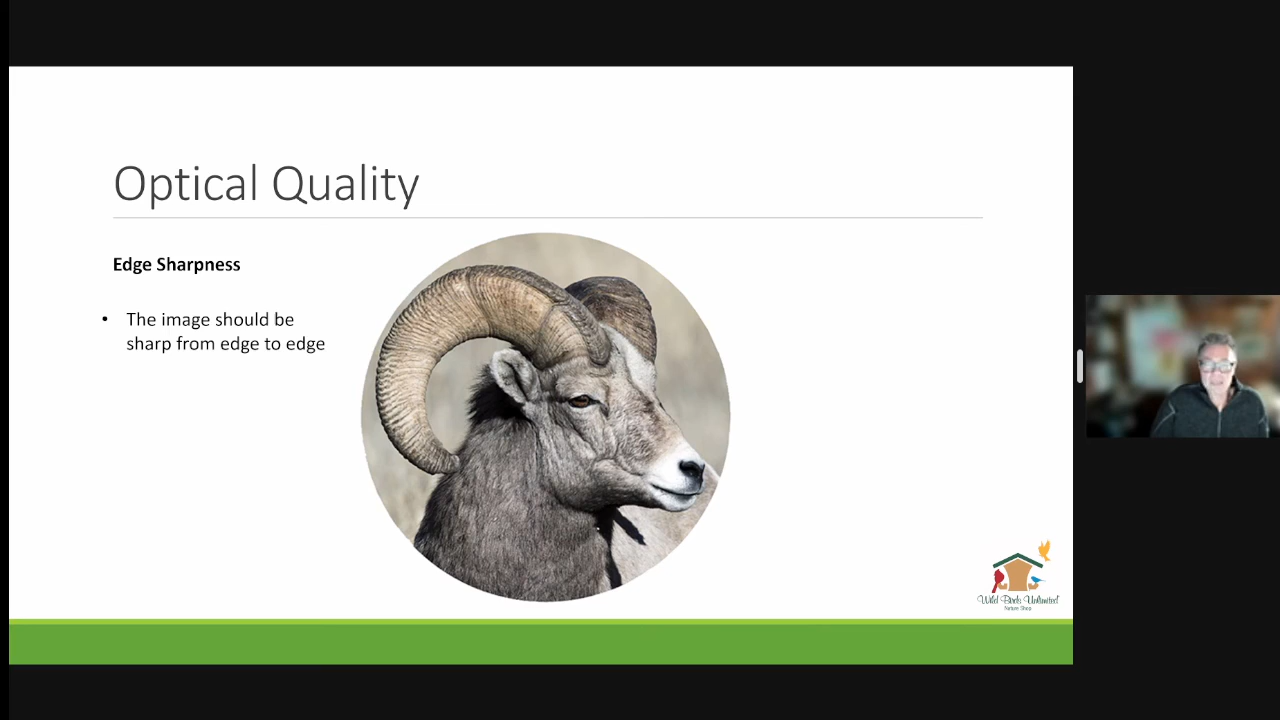 Optical Quality
Edge Sharpness
• The image should be
sharp from edge to edge
Wild Birds Unlimited
Nature Shop